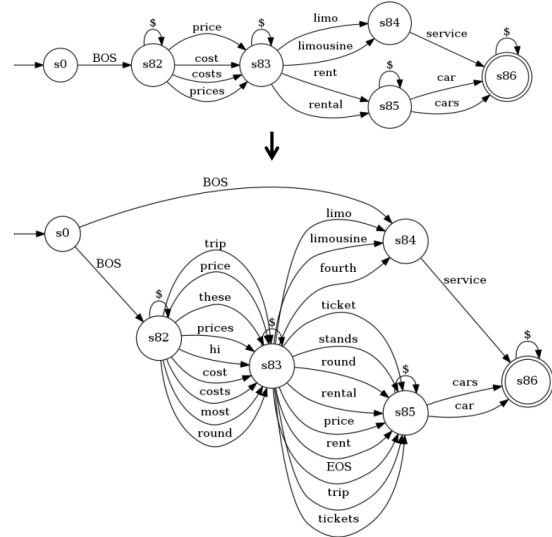 $ $ $
price limo s84
cost limousine service $
s0 BOS s82 costs s83 rent $ car s86
prices rental s85 cars
BOS
s0
BOS
limo
limousine
fourth
s84
service
trip
price
these
prices
hi
cost
costs
most
round
$
s82
$
s83
ticket
stands
round
rental
price
rent
EOS
trip
tickets
$
s85
cars
car
$
s86